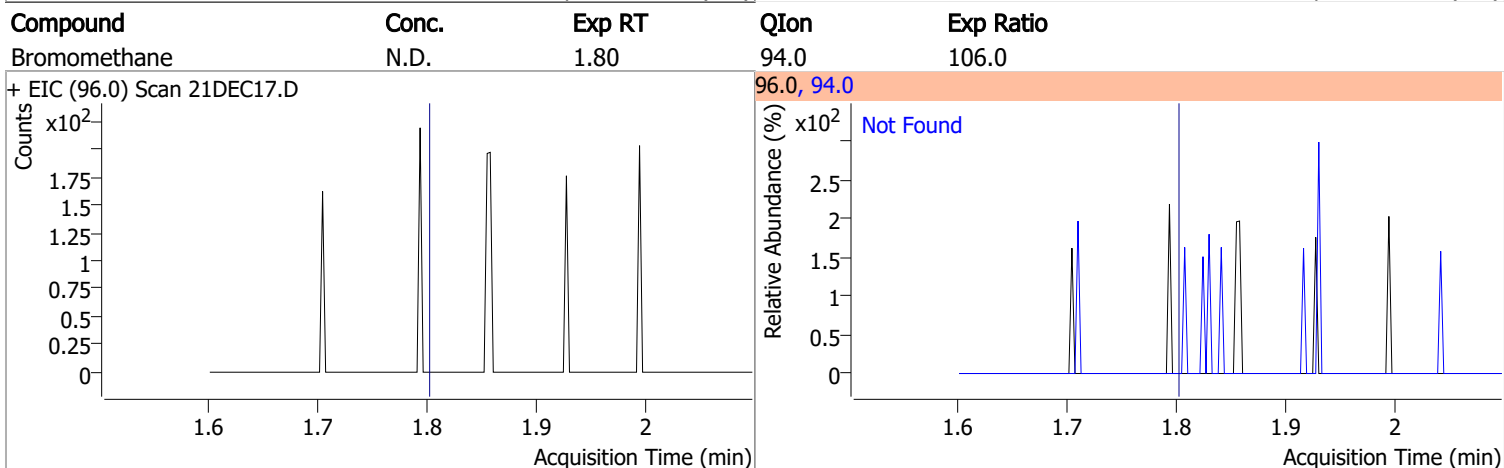 Compound Conc. Exp RT QIon Exp Ratio
Bromomethane N.D. 1.80 94.0 106.0
+ EIC (96.0) Scan 21DEC17.D
96.0, 94.0
Counts
x10²
1.75
1.5
1.25
1
0.75
0.5
0.25
0
1.6 1.7 1.8 1.9 2
Acquisition Time (min)
Relative Abundance (%)
x10²
Not Found
2.5
2
1.5
1
0.5
0
1.6 1.7 1.8 1.9 2
Acquisition Time (min)